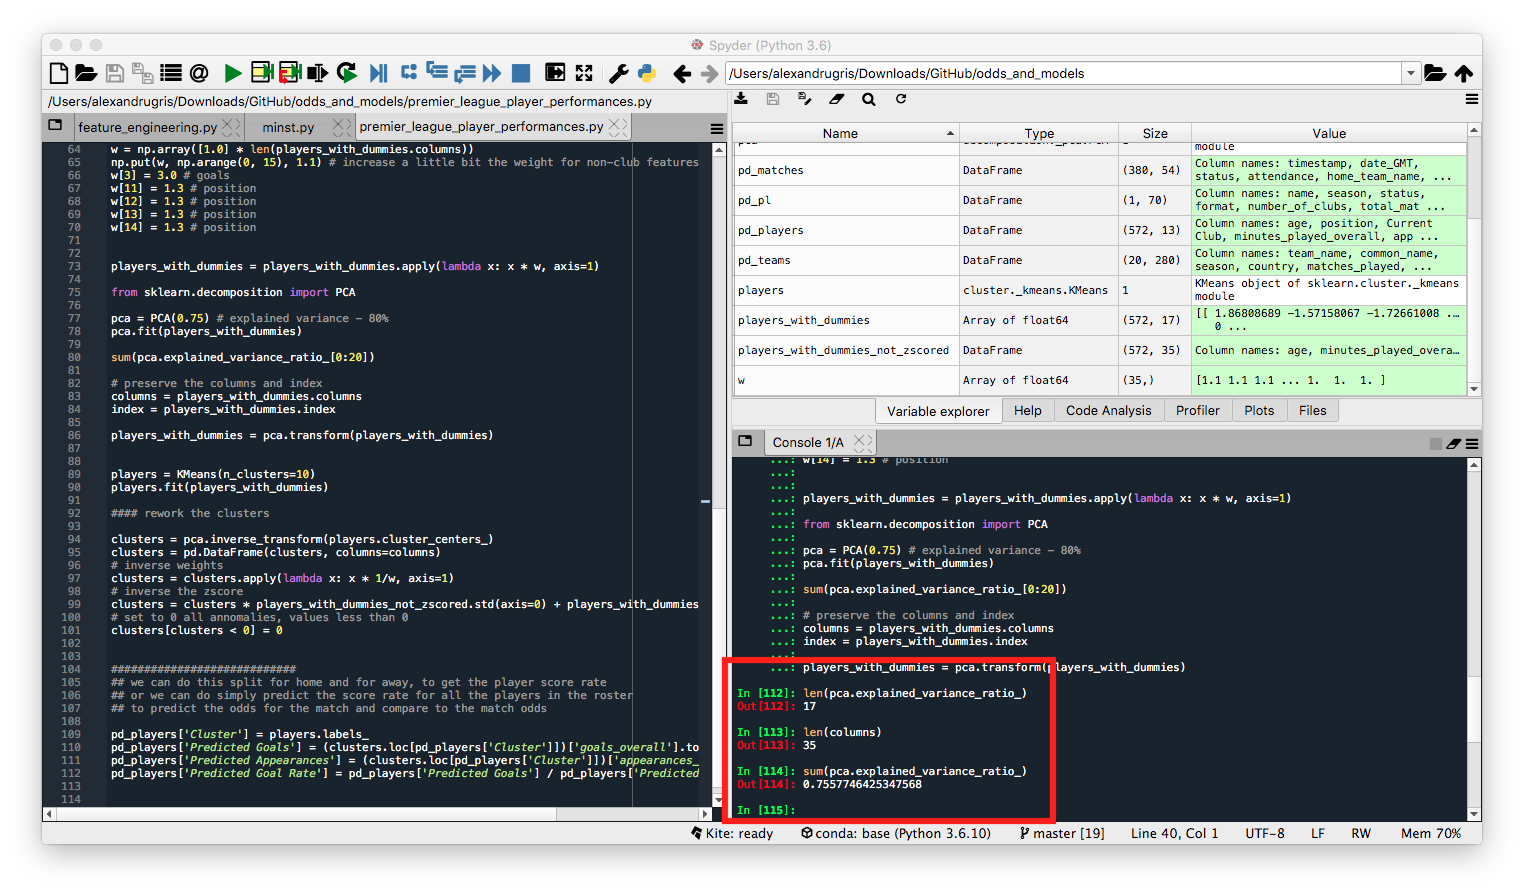 Spyder (Python 3.6)
/Users/alexandrugris/Downloads/GitHub/odds_and_models
/Users/alexandrugris/Downloads/GitHub/odds_and_models/premier_league_player_performances.py
feature_engineering.py
minst.py
premier_league_player_performances.py
64 w = np.array([1.0] * len(players_with_dummies.columns))
65 np.put(w, np.arange(0, 15), 1.1) # increase a little bit the weight for non-club features
66 w[3] = 3.0 # goals
67 w[11] = 1.3 # position
68 w[12] = 1.3 # position
69 w[13] = 1.3 # position
70 w[14] = 1.3 # position
71
72
73 players_with_dummies = players_with_dummies.apply(lambda x: x * w, axis=1)
74
75 from sklearn.decomposition import PCA
76
77 pca = PCA(0.75) # explained variance - 80%
78 pca.fit(players_with_dummies)
79
80 sum(pca.explained_variance_ratio_[0:20])
81
82 # preserve the columns and index
83 columns = players_with_dummies.columns
84 index = players_with_dummies.index
85
86 players_with_dummies = pca.transform(players_with_dummies)
87
88
89 players = KMeans(n_clusters=10)
90 players.fit(players_with_dummies)
91
92 #### rework the clusters
93
94 clusters = pca.inverse_transform(players.cluster_centers_)
95 clusters = pd.DataFrame(clusters, columns=columns)
96 # inverse weights
97 clusters = clusters.apply(lambda x: x * 1/w, axis=1)
98 # inverse the zscore
99 clusters = clusters * players_with_dummies_not_zscored.std(axis=0) + players_with_dummies
100 # set to 0 all annomalies, values less than 0
101 clusters[clusters < 0] = 0
102
103
104 ############################
105 ## we can do this split for home and for away, to get the player score rate
106 ## or we can do simply predict the score rate for all the players in the roster
107 ## to predict the odds for the match and compare to the match odds
108
109 pd_players['Cluster'] = players.labels_
110 pd_players['Predicted Goals'] = (clusters.loc[pd_players['Cluster']])['goals_overall'].to
111 pd_players['Predicted Appearances'] = (clusters.loc[pd_players['Cluster']])['appearances_
112 pd_players['Predicted Goal Rate'] = pd_players['Predicted Goals'] / pd_players['Predicted
113
114
Name Type Size Value
module
pd_matches DataFrame (380, 54) Column names: timestamp, date_GMT,
status, attendance, home_team_name, ...
pd_pl DataFrame (1, 70) Column names: name, season, status,
format, number_of_clubs, total_mat ...
pd_players DataFrame (572, 13) Column names: age, position, Current
Club, minutes_played_overall, app ...
pd_teams DataFrame (20, 280) Column names: team_name, common_name,
season, country, matches_played, ...
players cluster._kmeans.KMeans 1 KMeans object of sklearn.cluster._kmeans
module
players_with_dummies Array of float64 (572, 17) [[ 1.86808689 -1.57158067 -1.72661008 ...
0 ...
players_with_dummies_not_zscored DataFrame (572, 35) Column names: age, minutes_played_overa...
w Array of float64 (35,) [1.1 1.1 1.1 ... 1. 1. 1. ]
Variable explorer Help Code Analysis Profiler Plots Files
Console 1/A
...: w[14] = 1.3 # position
...:
...:
...: players_with_dummies = players_with_dummies.apply(lambda x: x * w, axis=1)
...:
...: from sklearn.decomposition import PCA
...:
...: pca = PCA(0.75) # explained variance - 80%
...: pca.fit(players_with_dummies)
...:
...: sum(pca.explained_variance_ratio_[0:20])
...:
...: # preserve the columns and index
...: columns = players_with_dummies.columns
...: index = players_with_dummies.index
...:
...: players_with_dummies = pca.transform(players_with_dummies)
In [112]: len(pca.explained_variance_ratio_)
Out[112]: 17
In [113]: len(columns)
Out[113]: 35
In [114]: sum(pca.explained_variance_ratio_)
Out[114]: 0.7557746425347568
In [115]:
Kite: ready conda: base (Python 3.6.10) master [19] Line 40, Col 1 UTF-8 LF RW Mem 70%